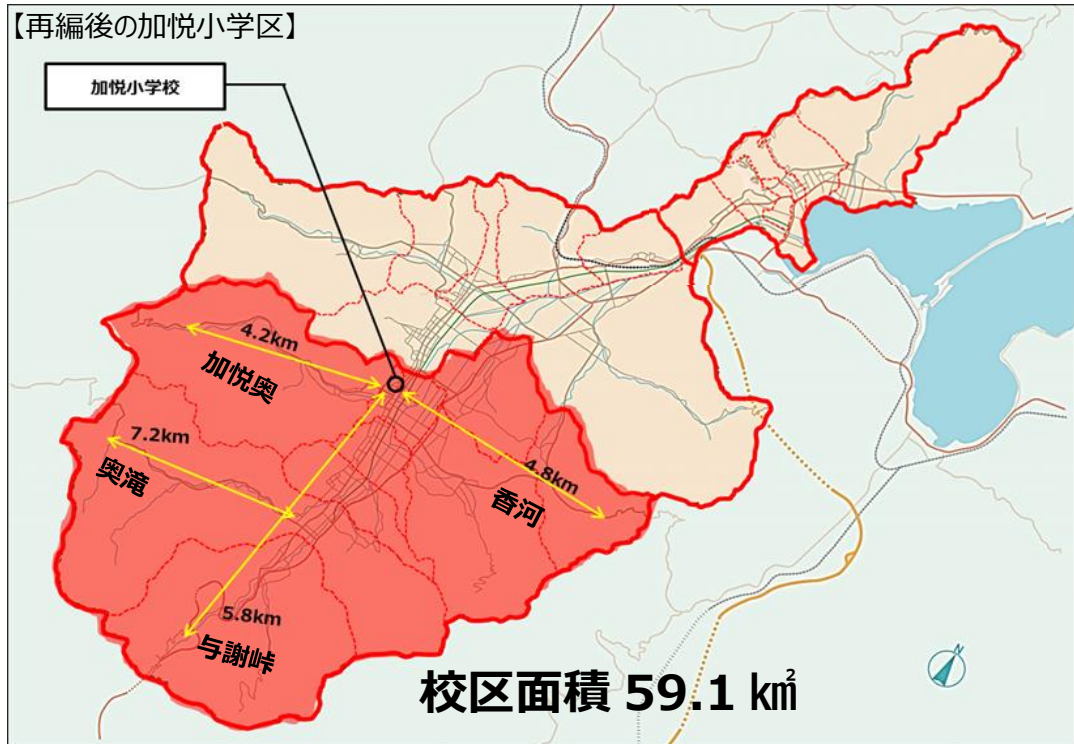 【再編後の加悦小学区】
加悦小学校
4.2km
加悦奥
7.2km
奥滝
4.8km
香河
5.8km
与謝峠
校区面積 59.1 ㎢
N